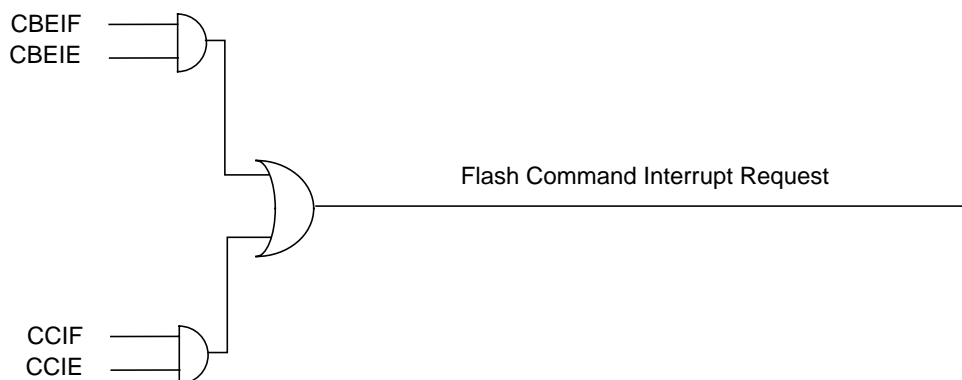 CBEIF
CBEIE
Flash Command Interrupt Request
CCIF
CCIE